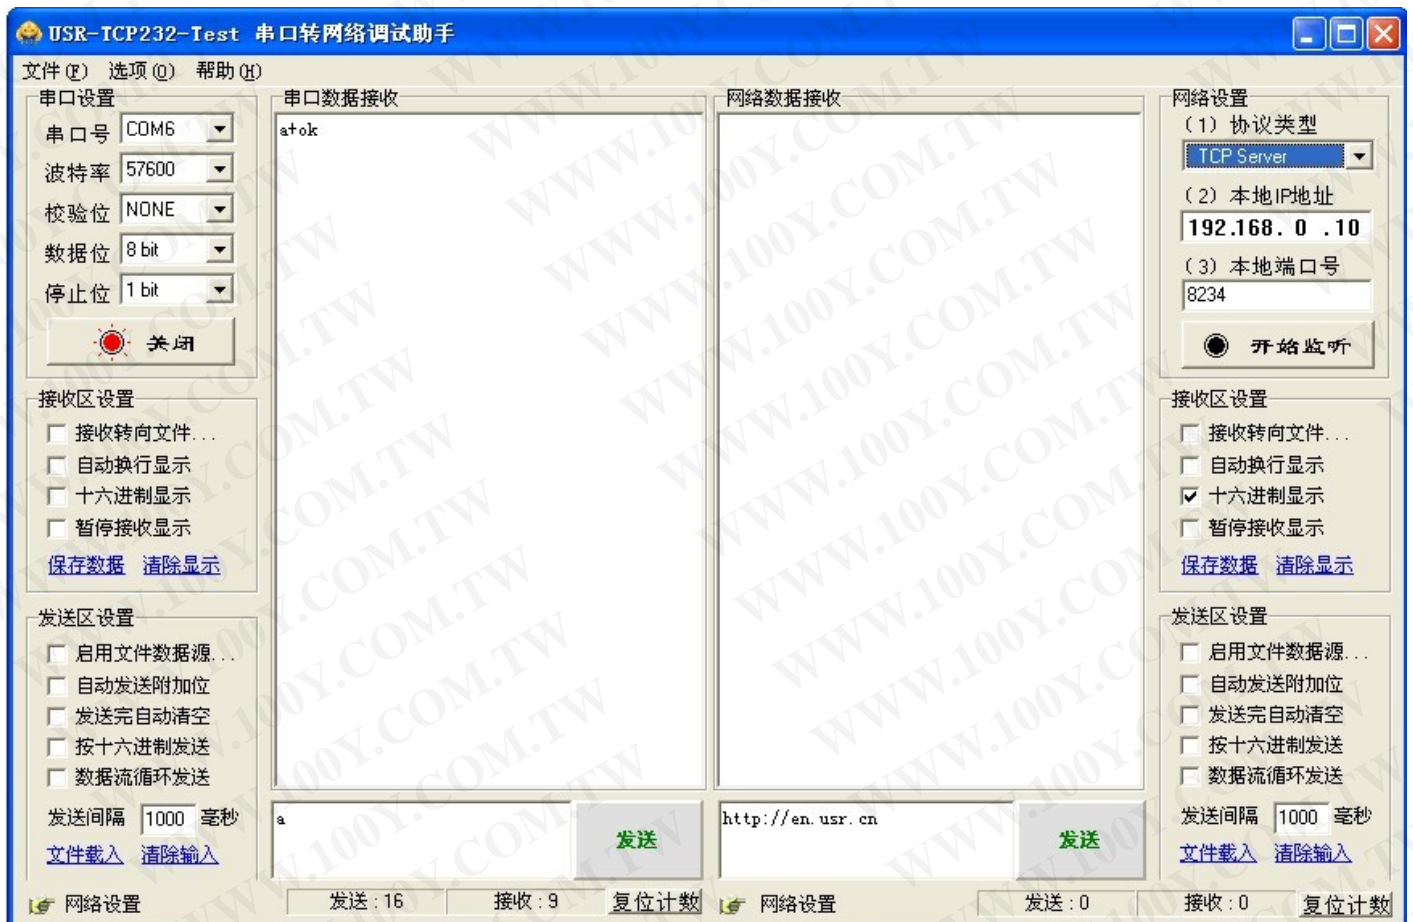 USR-TCP232-Test 串口转网络调试助手
文件(F) 选项(O) 帮助(H)
串口设置
串口号 COM6
波特率 57600
校验位 NONE
数据位 8 bit
停止位 1 bit
关闭
接收区设置
接收转向文件...
自动换行显示
十六进制显示
暂停接收显示
保存数据 清除显示
发送区设置
启用文件数据源...
自动发送附加位
发送完自动清空
按十六进制发送
数据流循环发送
发送间隔 1000 毫秒
文件载入 清除输入
串口数据接收
a+ok
a
发送
网络数据接收
http://en.usr.cn
发送
网络设置
(1) 协议类型
TCP Server
(2) 本地IP地址
192.168. 0 .10
(3) 本地端口号
8234
开始监听
接收区设置
接收转向文件...
自动换行显示
十六进制显示
暂停接收显示
保存数据 清除显示
发送区设置
启用文件数据源...
自动发送附加位
发送完自动清空
按十六进制发送
数据流循环发送
发送间隔 1000 毫秒
文件载入 清除输入
网络设置 发送:16 接收:9 复位计数 网络设置 发送:0 接收:0 复位计数
WWW.100Y.COM.TW